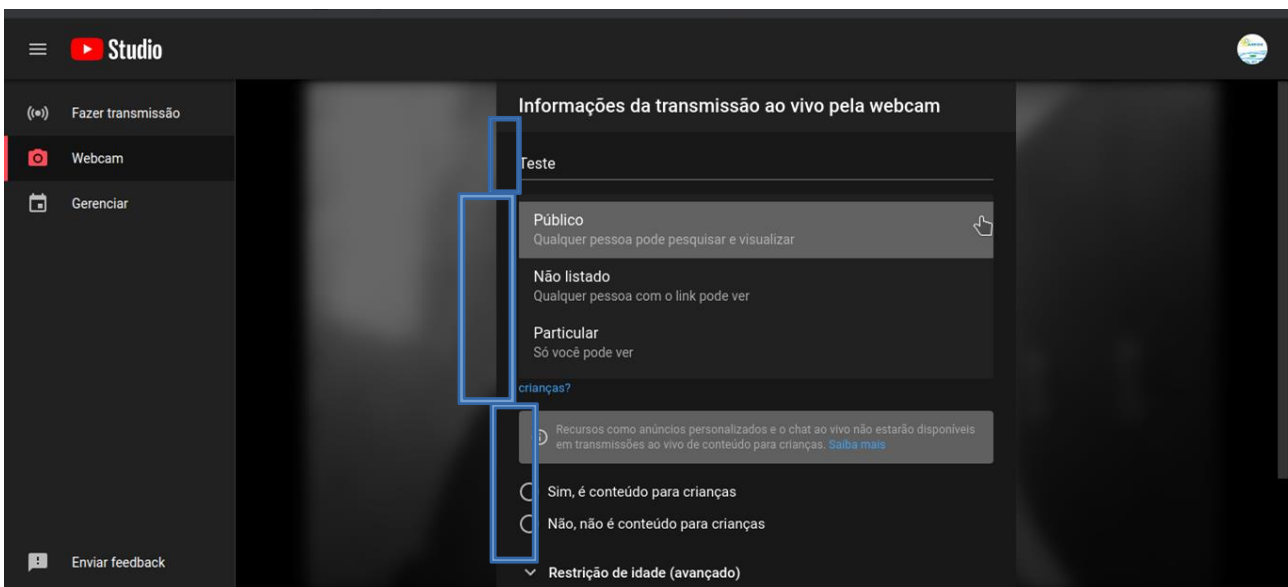 Studio
Fazer transmissão
Webcam
Gerenciar
Enviar feedback
Informações da transmissão ao vivo pela webcam
Teste
Público
Qualquer pessoa pode pesquisar e visualizar
Não listado
Qualquer pessoa com o link pode ver
Particular
Só você pode ver
crianças?
Recursos como anúncios personalizados e o chat ao vivo não estarão disponíveis
em transmissões ao vivo de conteúdo para crianças. Saiba mais
Sim, é conteúdo para crianças
Não, não é conteúdo para crianças
Restrição de idade (avançado)